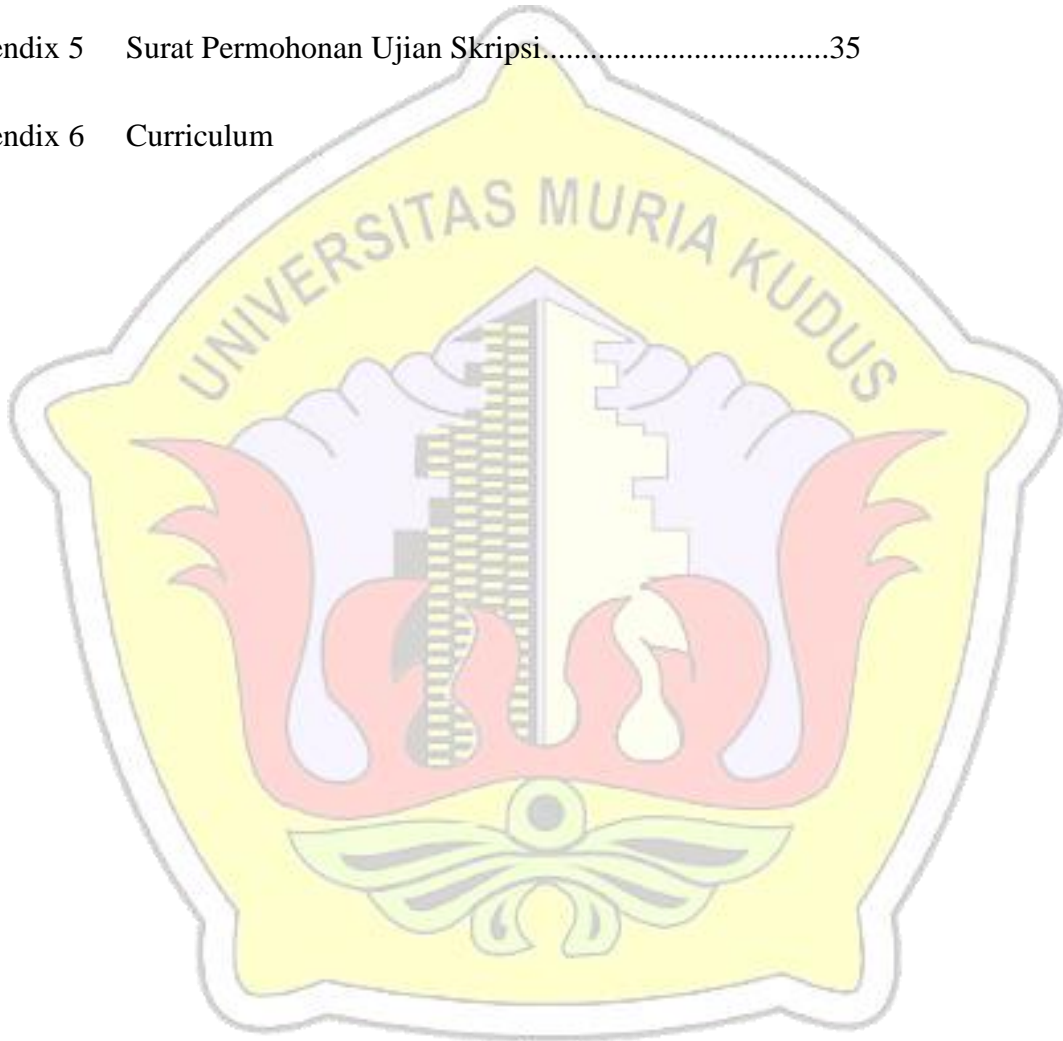 endix 5 Surat Permohonan Ujian Skripsi....................................35
endix 6 Curriculum
UNIVERSITAS MURIA KUDUS